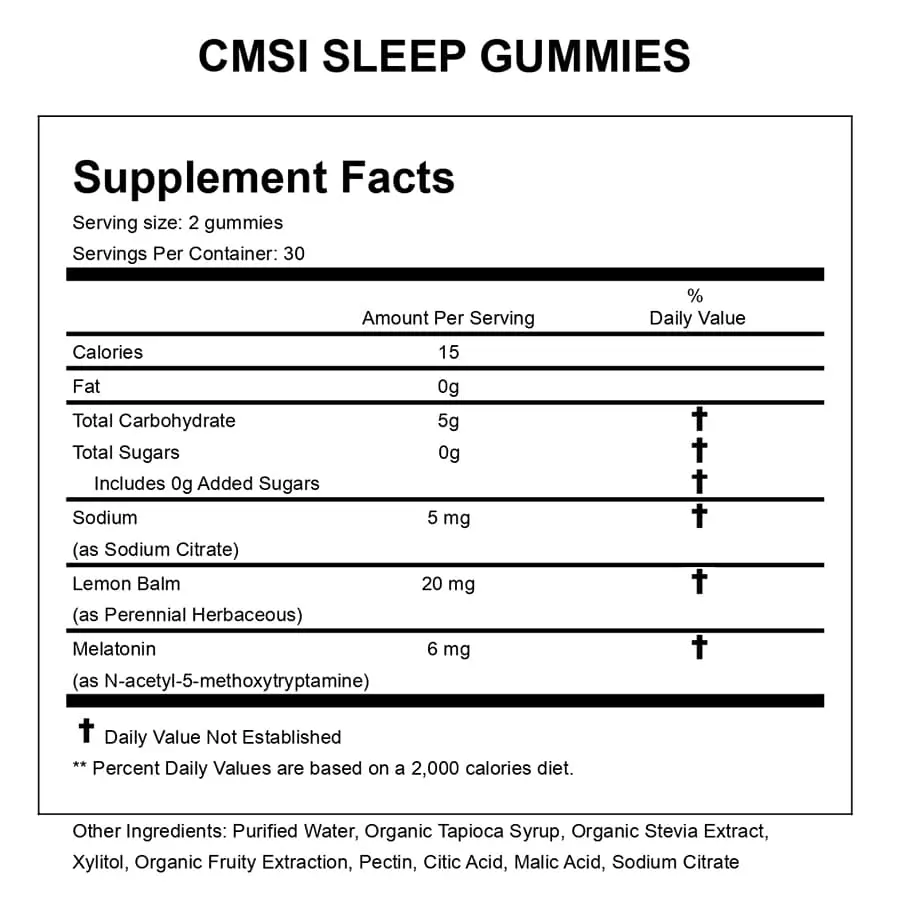 CMSI SLEEP GUMMIES
Supplement Facts
Serving size: 2 gummies
Servings Per Container: 30
%
Amount Per Serving Daily Value
Calories 15
Fat 0g
Total Carbohydrate 5g †
Total Sugars 0g †
Includes 0g Added Sugars †
Sodium 5 mg †
(as Sodium Citrate)
Lemon Balm 20 mg †
(as Perennial Herbaceous)
Melatonin 6 mg †
(as N-acetyl-5-methoxytryptamine)
† Daily Value Not Established
** Percent Daily Values are based on a 2,000 calories diet.
Other Ingredients: Purified Water, Organic Tapioca Syrup, Organic Stevia Extract,
Xylitol, Organic Fruity Extraction, Pectin, Citic Acid, Malic Acid, Sodium Citrate